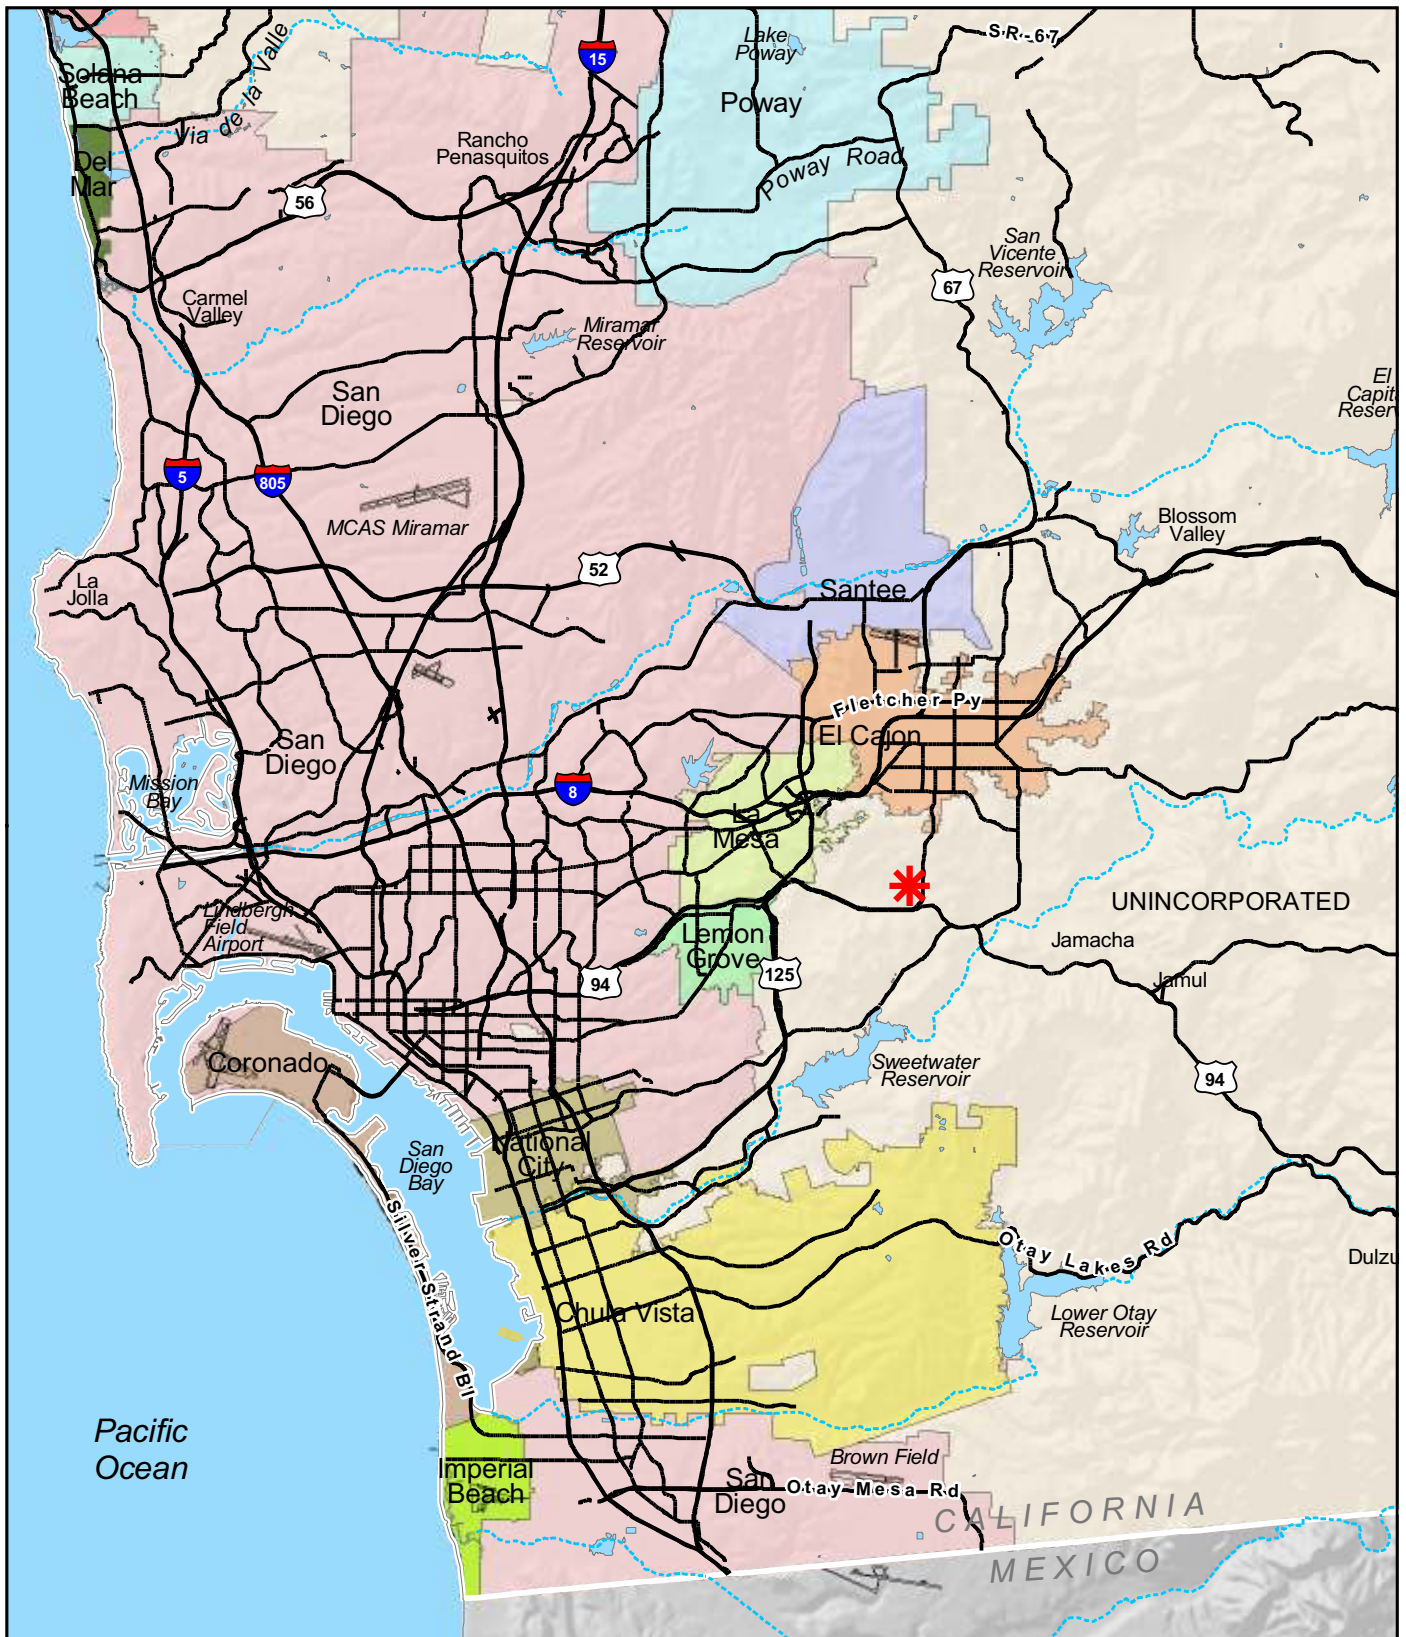 SR-67
Lake
Poway
15
Solana
Beach
Via de la Valle
Poway
Rancho
Penasquitos
Poway Road
Del
Mar
56
San
Vicente
Reservoir
67
Carmel
Valley
Miramar
Reservoir
San
Diego
El
Capit
Reserv
5
805
MCAS Miramar
Blossom
Valley
52
La
Jolla
Santee
Fletcher Py
El Cajon
San
Diego
Mission
Bay
8
La
Mesa
UNINCORPORATED
Lindbergh
Field
Airport
Lemon
Grove
Jamacha
94
125
Jamul
Coronado
Sweetwater
Reservoir
94
National
City
San
Diego
Bay
Silver Strand Bl
Otay Lakes Rd
Dulzu
Chula Vista
Lower Otay
Reservoir
Pacific
Ocean
Brown Field
Imperial
Beach
San
Diego
Otay Mesa Rd
CALIFORNIA
MEXICO